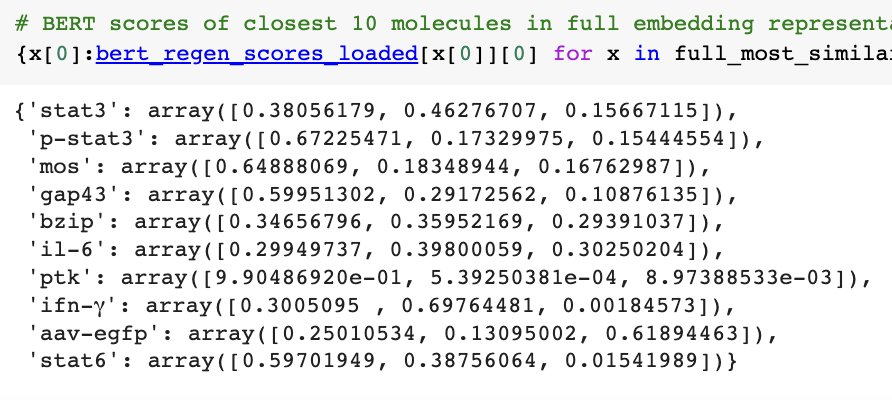 # BERT scores of closest 10 molecules in full embedding
{x[0]:bert_regen_scores_loaded[x[0]][0] for x in
{'stat3': array([0.38056179, 0.46276707, 0.15667115]),
'p-stat3': array([0.67225471, 0.17329975, 0.15444554]),
'mos': array([0.64888069, 0.18348944, 0.16762987]),
'gap43': array([0.59951302, 0.29172562, 0.10876135]),
'bzip': array([0.34656796, 0.35952169, 0.29391037]),
'il-6': array([0.29949737, 0.39800059, 0.30250204]),
'ptk': array([9.90486920e-01, 5.39250381e-04, 8.97388533e-03]),
'ifn-γ': array([0.3005095 , 0.69764481, 0.00184573]),
'aav-egfp': array([0.25010534, 0.13095002, 0.61894463]),
'stat6': array([0.59701949, 0.38756064, 0.01541989])}